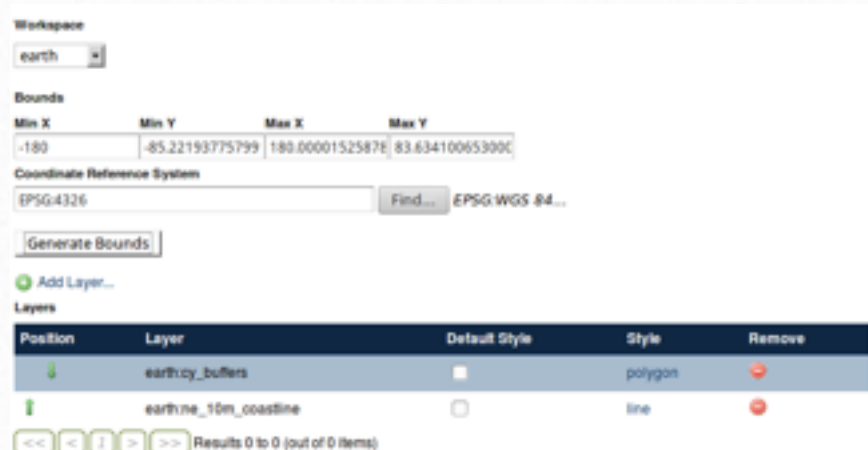 Workspace
earth
Bounds
Min X Min Y Max X Max Y
-180 -85.22193775799 180.00001525878 83.63410065300
Coordinate Reference System
EPSG:4326 Find... EPSG:WGS 84...
Generate Bounds
Add Layer...
Layers
Position Layer Default Style Style Remove
earth:cy_buffers polygon
earth:ne_10m_coastline line
<< < 1 > >> Results 0 to 0 (out of 0 items)